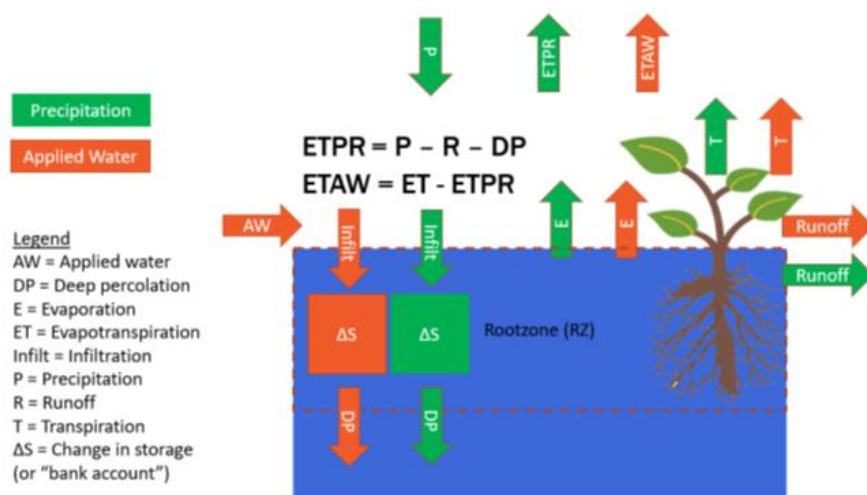 P
ETPR
ETAW
Precipitation
Applied Water
ETPR = P – R – DP
ETAW = ET - ETPR
T
T
AW
Infilt
Infilt
E
E
Runoff
Runoff
Legend
AW = Applied water
DP = Deep percolation
E = Evaporation
ET = Evapotranspiration
Infilt = Infiltration
P = Precipitation
R = Runoff
T = Transpiration
ΔS = Change in storage
(or “bank account”)
ΔS
ΔS
Rootzone (RZ)
DP
DP